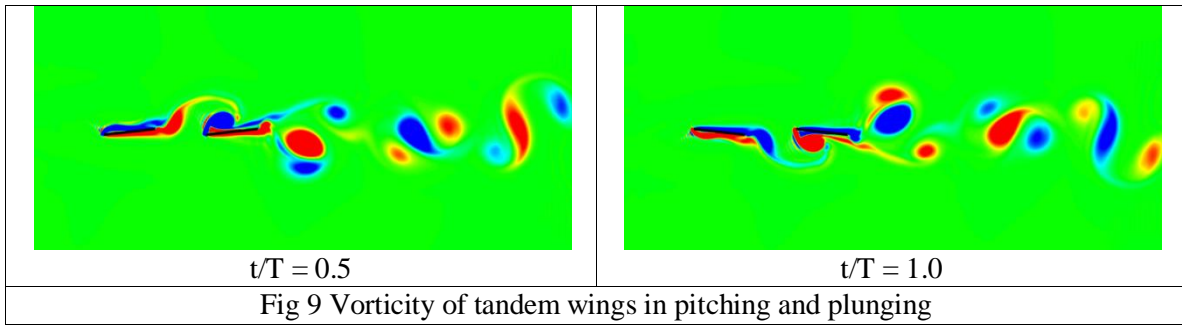 t/T = 0.5
t/T = 1.0
Fig 9 Vorticity of tandem wings in pitching and plunging